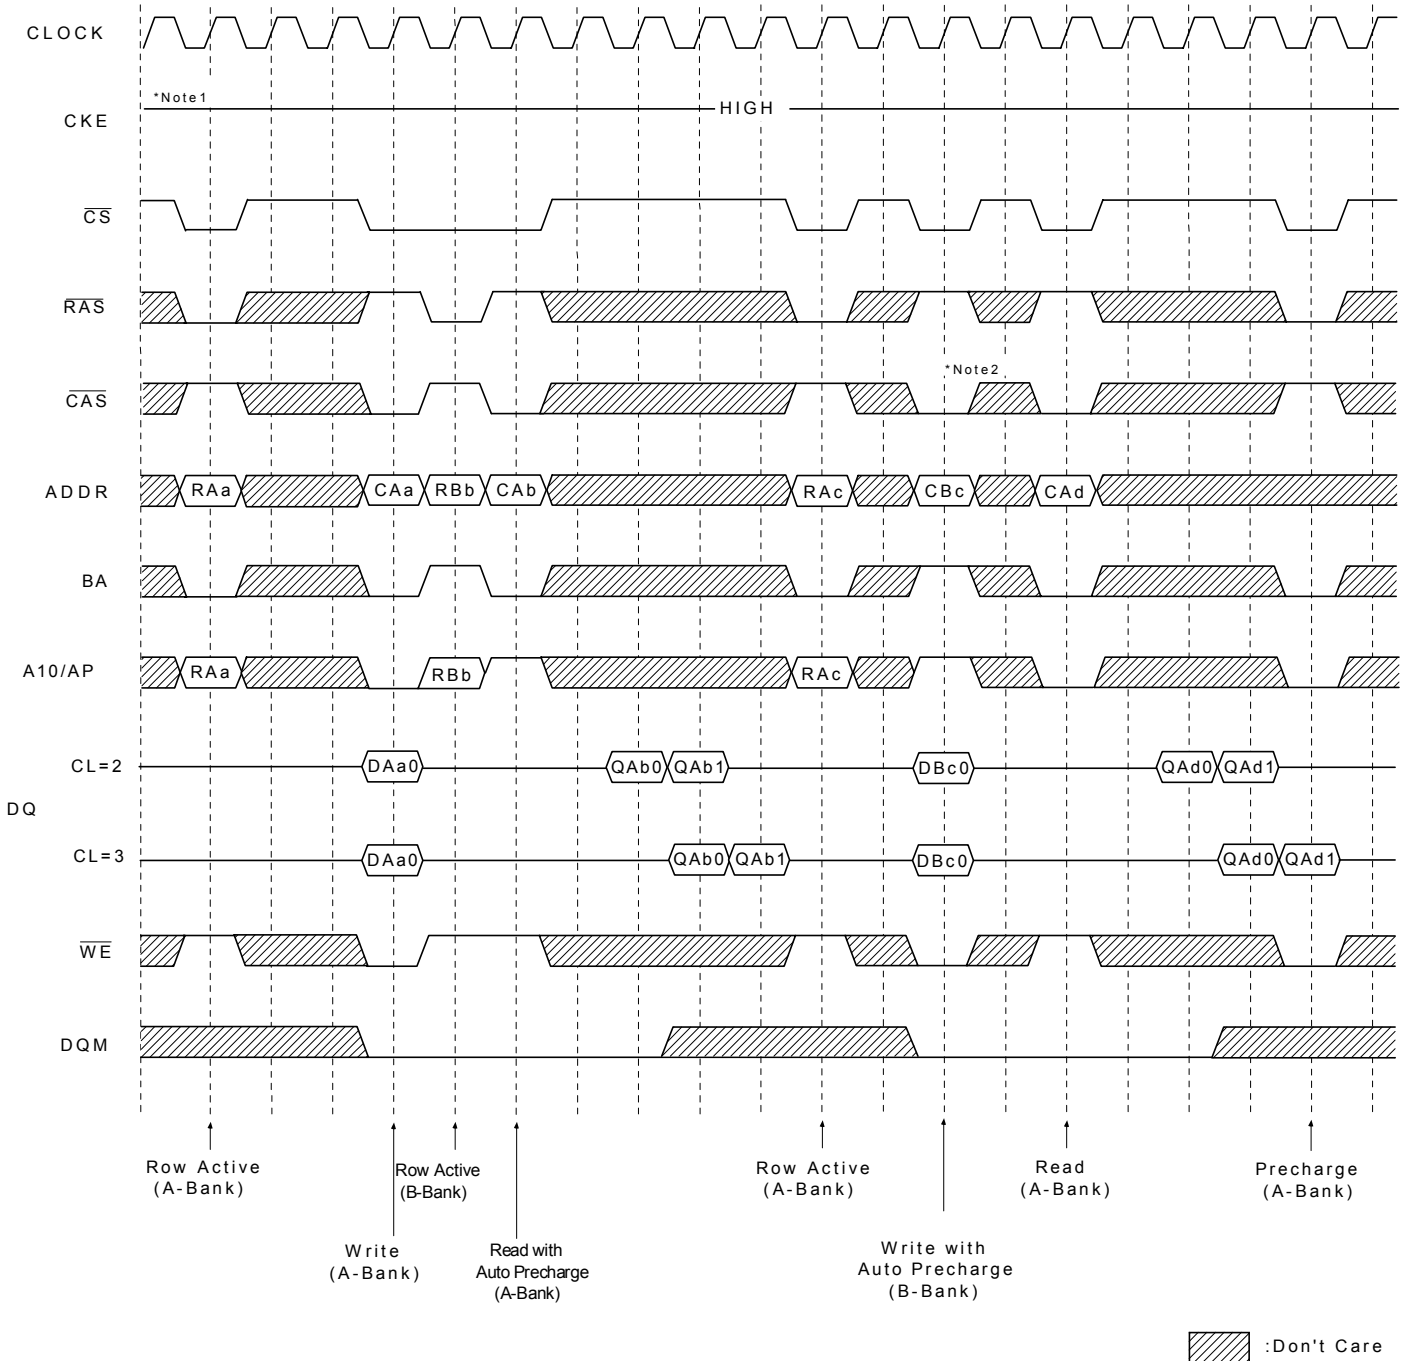 CLOCK
*Note1
HIGH
CKE
CS
RAS
*Note2
CAS
ADDR RAa CAa RBb CAb RAc CBc CAd
BA
A10/AP RAa RBb RAc
CL=2 DAa0 QAb0 QAb1 DBc0 QAd0 QAd1
DQ
CL=3 DAa0 QAb0 QAb1 DBc0 QAd0 QAd1
WE
DQM
Row Active
(A-Bank)
Row Active
(B-Bank)
Row Active
(A-Bank)
Read
(A-Bank)
Precharge
(A-Bank)
Write
(A-Bank)
Read with
Auto Precharge
(A-Bank)
Write with
Auto Precharge
(B-Bank)
:Don't Care